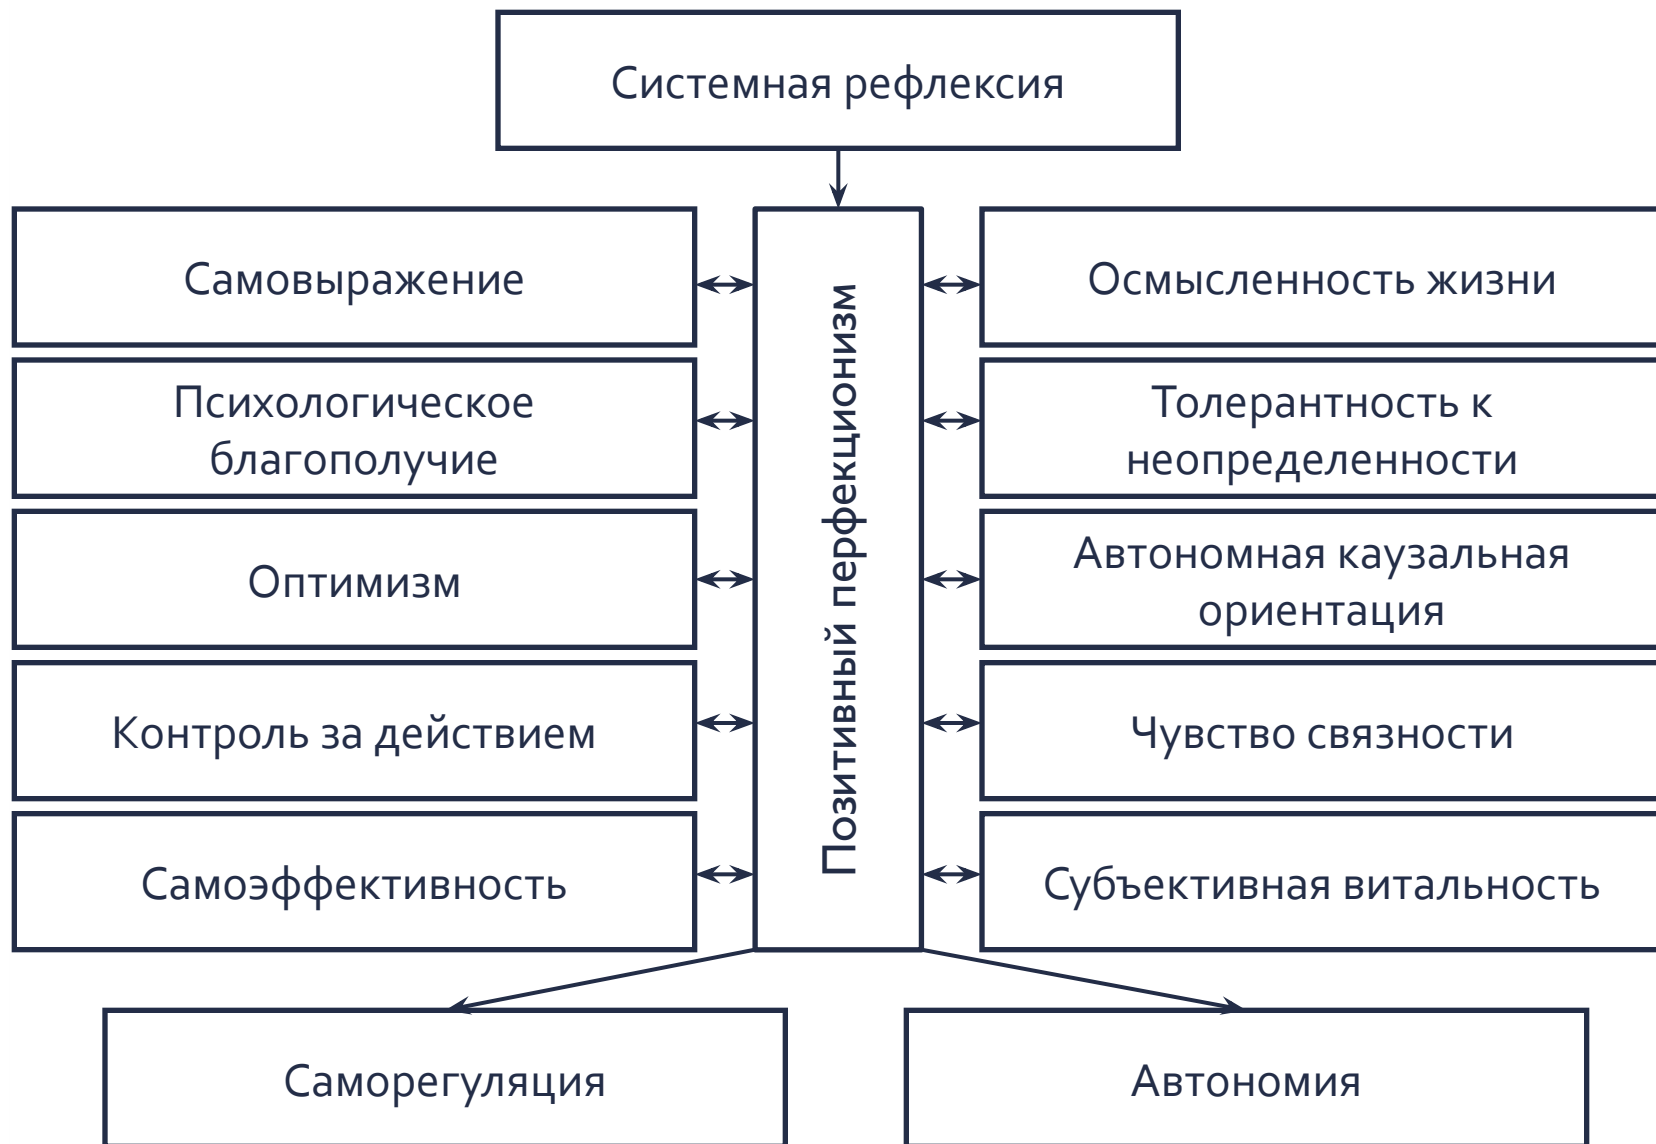 Системная рефлексия
Самовыражение
Осмысленность жизни
Психологическое
благополучие
Толерантность к
неопределенности
Оптимизм
Автономная каузальная
ориентация
Контроль за действием
Чувство связности
Самоэффективность
Субъективная витальность
Позитивный перфекционизм
Саморегуляция
Автономия